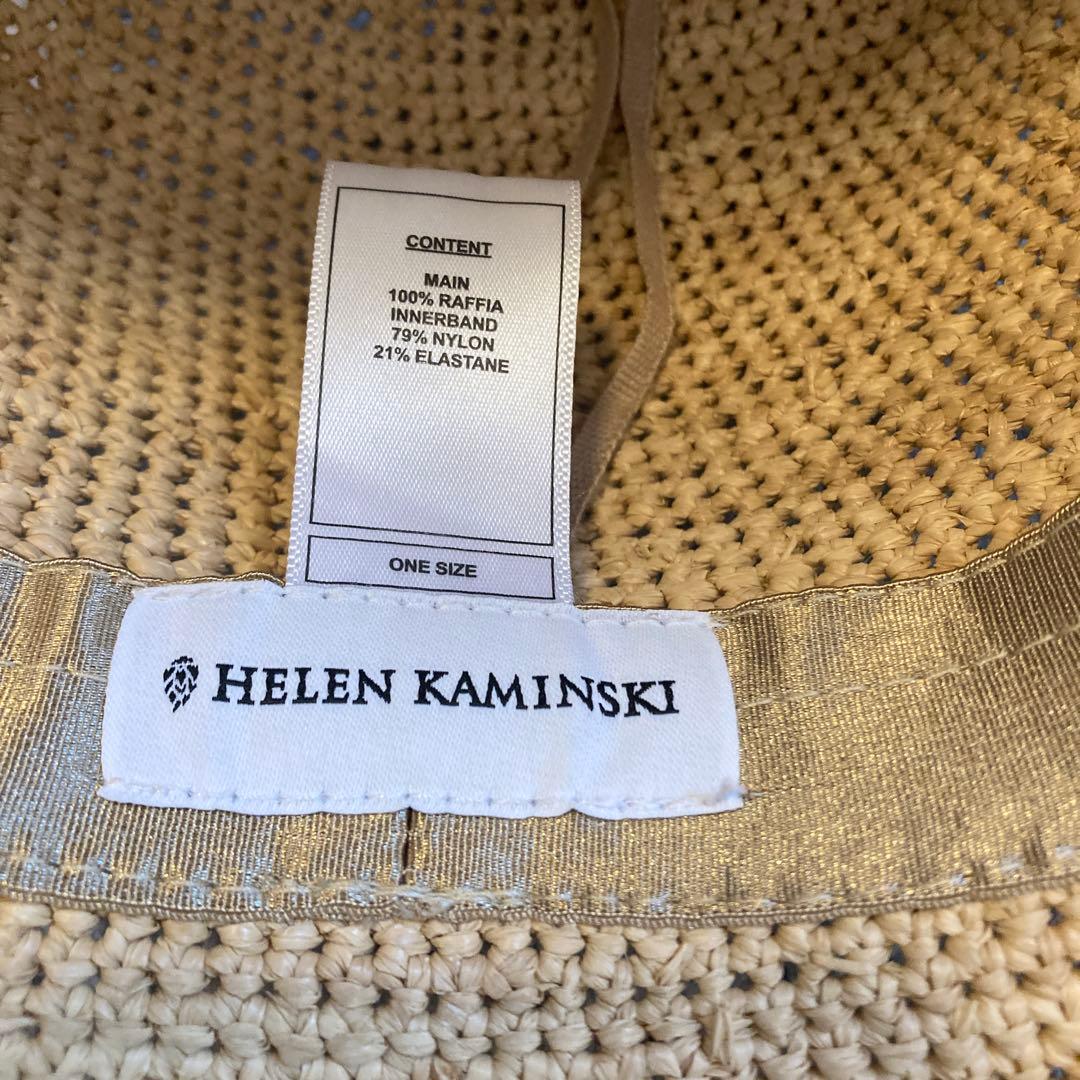 CONTENT
MAIN
100% RAFFIA
INNERBAND
79% NYLON
21% ELASTANE
ONE SIZE
HELEN KAMINSKI